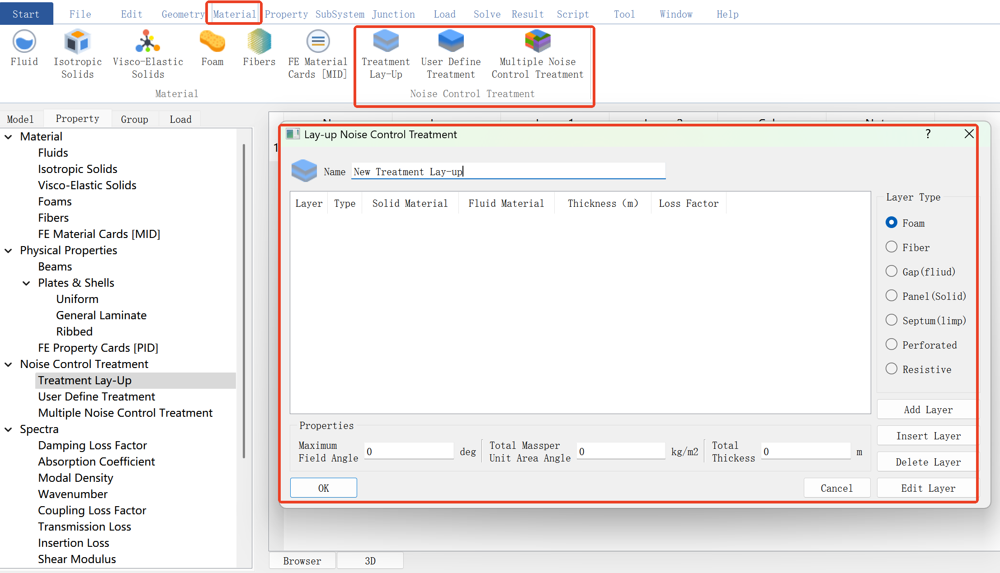 Start File Edit Geometry Material Property SubSystem Junction Load Solve Result Script Tool Window Help
Fluid
Isotropic
Solids
Visco-Elastic
Solids
Foam
Fibers
FE Material
Cards [MID]
Material
Treatment
Lay-Up
User Define
Treatment
Multiple Noise
Control Treatment
Noise Control Treatment
Model Property Group Load
Material
Fluids
Isotropic Solids
Visco-Elastic Solids
Foams
Fibers
FE Material Cards [MID]
Physical Properties
Beams
Plates & Shells
Uniform
General Laminate
Ribbed
FE Property Cards [PID]
Noise Control Treatment
Treatment Lay-Up
User Define Treatment
Multiple Noise Control Treatment
Spectra
Damping Loss Factor
Absorption Coefficient
Modal Density
Wavenumber
Coupling Loss Factor
Transmission Loss
Insertion Loss
Shear Modulus
1
Lay-up Noise Control Treatment ?
Name New Treatment Lay-up
Layer Type Solid Material Fluid Material Thickness (m) Loss Factor
Layer Type
Foam
Fiber
Gap(fliud)
Panel(Solid)
Septum(limp)
Perforated
Resistive
Add Layer
Insert Layer
Delete Layer
Edit Layer
Properties
Maximum
Field Angle
0 deg
Total Massper
Unit Area Angle
0 kg/m2
Total
Thickess
0 m
OK
Cancel
Browser 3D